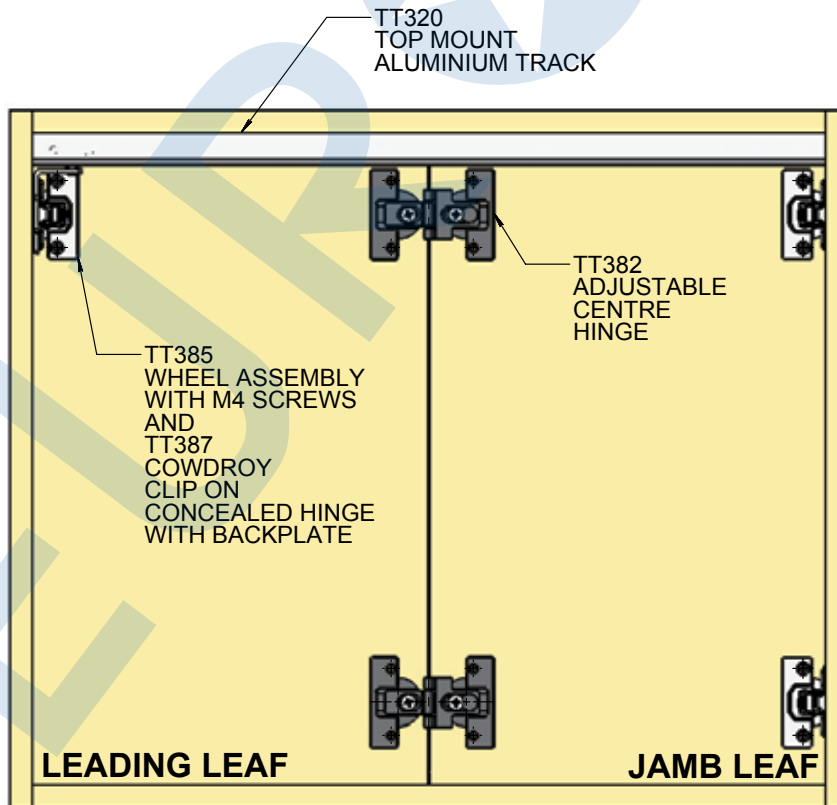 TT320
TOP MOUNT
ALUMINIUM TRACK
TT382
ADJUSTABLE
CENTRE
HINGE
TT385
WHEEL ASSEMBLY
WITH M4 SCREWS
AND
TT387
COWDROY
CLIP ON
CONCEALED HINGE
WITH BACKPLATE
LEADING LEAF
JAMB LEAF